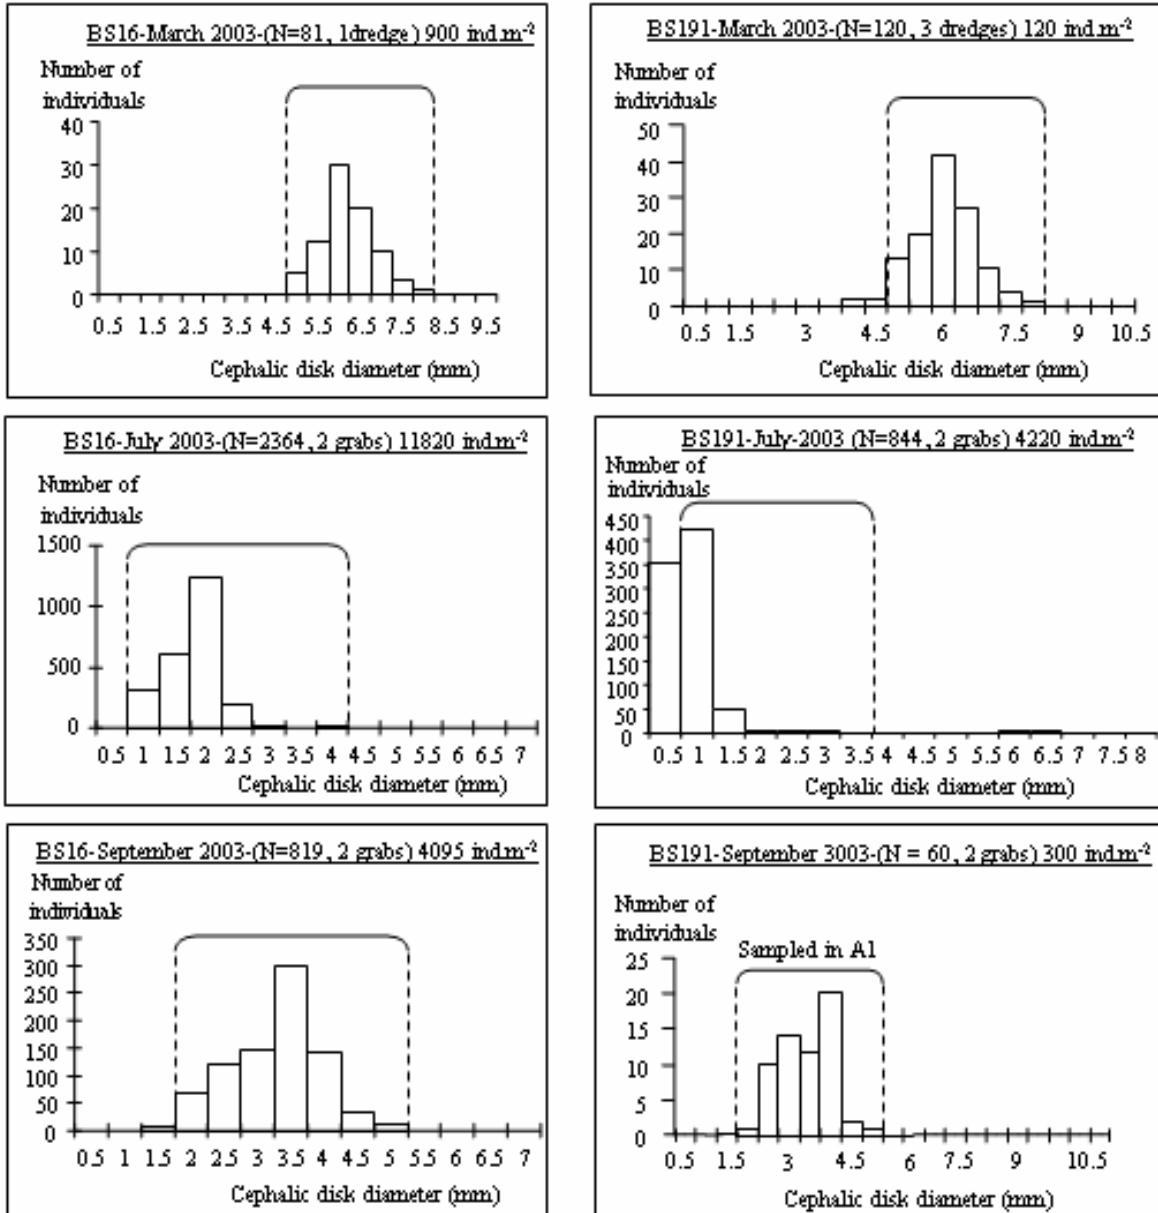 BS16-March 2003-(N=81, 1dredge) 900 ind.m-2
Number of
individuals
40
30
20
10
0
0.5 1.5 2.5 3.5 4.5 5.5 6.5 7.5 8.5 9.5
Cephalic disk diameter (mm)
BS191-March 2003-(N=120, 3 dredges) 120 ind.m-2
Number of
individuals
50
40
30
20
10
0
0.5 1.5 3 4.5 6 7.5 9 10.5
Cephalic disk diameter (mm)
BS16-July 2003-(N=2364, 2 grabs) 11820 ind.m-2
Number of
individuals
1500
1000
500
0
0.5 1 1.5 2 2.5 3 3.5 4 4.5 5 5.5 6 6.5 7
Cephalic disk diameter (mm)
BS191-July-2003 (N=844, 2 grabs) 4220 ind.m-2
Number of
individuals
450
400
350
300
250
200
150
100
50
0
0.5 1 1.5 2 2.5 3 3.5 4 4.5 5 5.5 6 6.5 7 7.5 8
Cephalic disk diameter (mm)
BS16-September 2003-(N=819, 2 grabs) 4095 ind.m-2
Number of
individuals
350
300
250
200
150
100
50
0
0.5 1 1.5 2 2.5 3 3.5 4 4.5 5 5.5 6 6.5 7
Cephalic disk diameter (mm)
BS191-September 3003-(N = 60, 2 grabs) 300 ind.m-2
Number of
individuals
Sampled in A1
25
20
15
10
5
0
0.5 1.5 3 4.5 6 7.5 9 10.5
Cephalic disk diameter (mm)